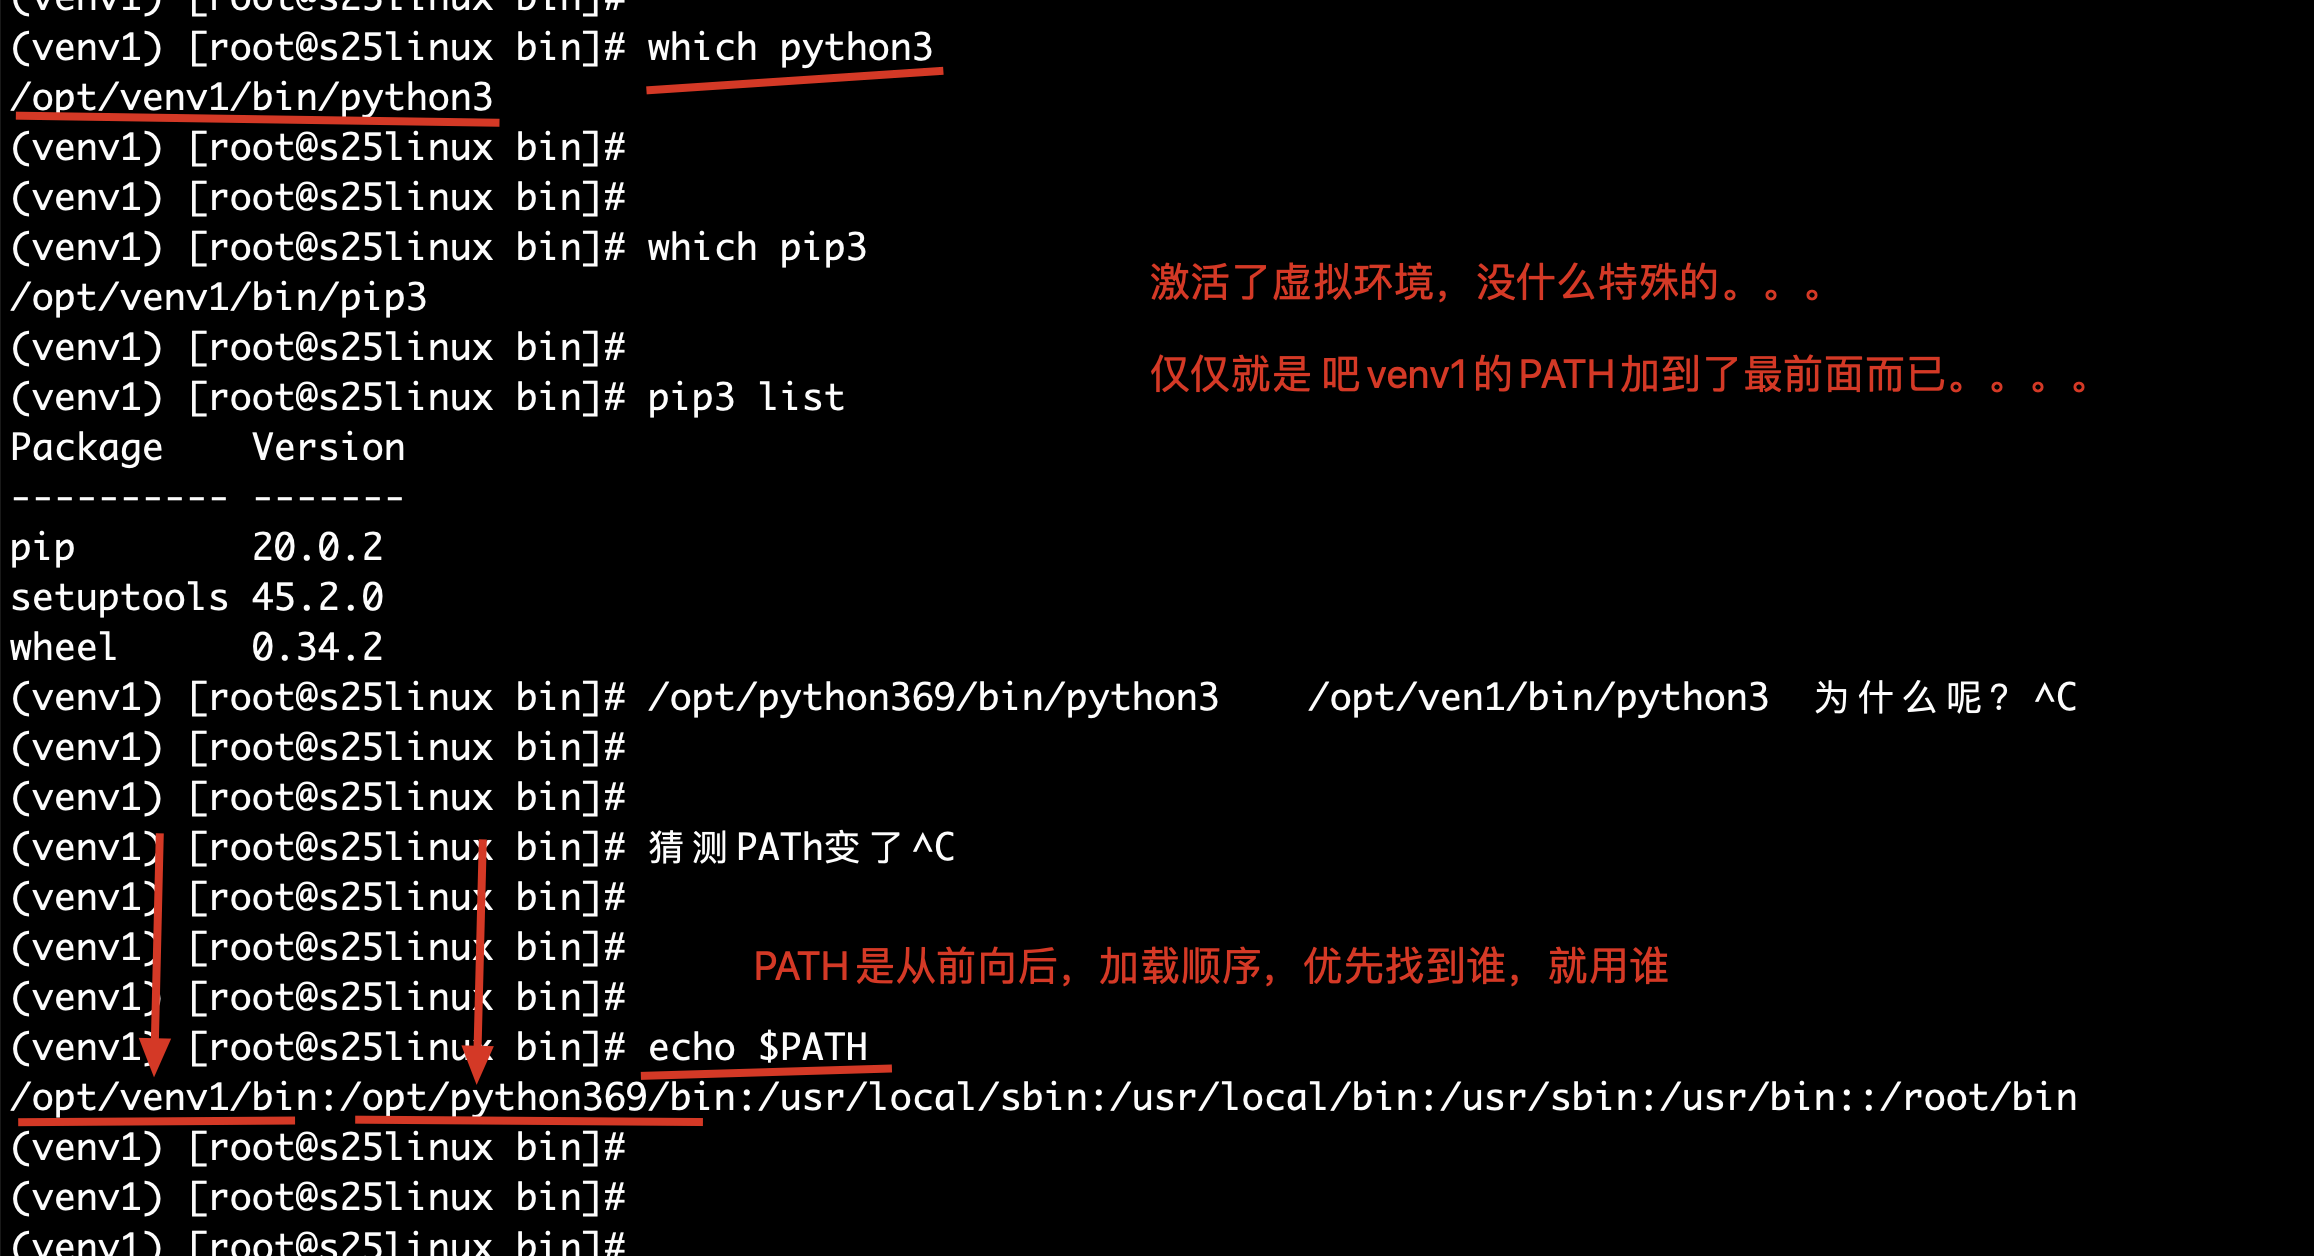 (venv1) [root@s25linux bin]#
(venv1) [root@s25linux bin]# which python3
/opt/venv1/bin/python3
(venv1) [root@s25linux bin]#
(venv1) [root@s25linux bin]#
(venv1) [root@s25linux bin]# which pip3
激活了虚拟环境，没什么特殊的。。。
/opt/venv1/bin/pip3
(venv1) [root@s25linux bin]#
仅仅就是 吧venv1的PATH加到了最前面而已。。。。
(venv1) [root@s25linux bin]# pip3 list
Package    Version
---------- -------
pip        20.0.2
setuptools 45.2.0
wheel      0.34.2
(venv1) [root@s25linux bin]# /opt/python369/bin/python3    /opt/ven1/bin/python3  为什么呢？^C
(venv1) [root@s25linux bin]#
(venv1) [root@s25linux bin]#
(venv1) [root@s25linux bin]# 猜测PATh变了^C
(venv1) [root@s25linux bin]#
(venv1) [root@s25linux bin]#
PATH是从前向后，加载顺序，优先找到谁，就用谁
(venv1) [root@s25linux bin]#
(venv1) [root@s25linux bin]# echo $PATH
/opt/venv1/bin:/opt/python369/bin:/usr/local/sbin:/usr/local/bin:/usr/sbin:/usr/bin::/root/bin
(venv1) [root@s25linux bin]#
(venv1) [root@s25linux bin]#
(venv1) [root@s25linux bin]#